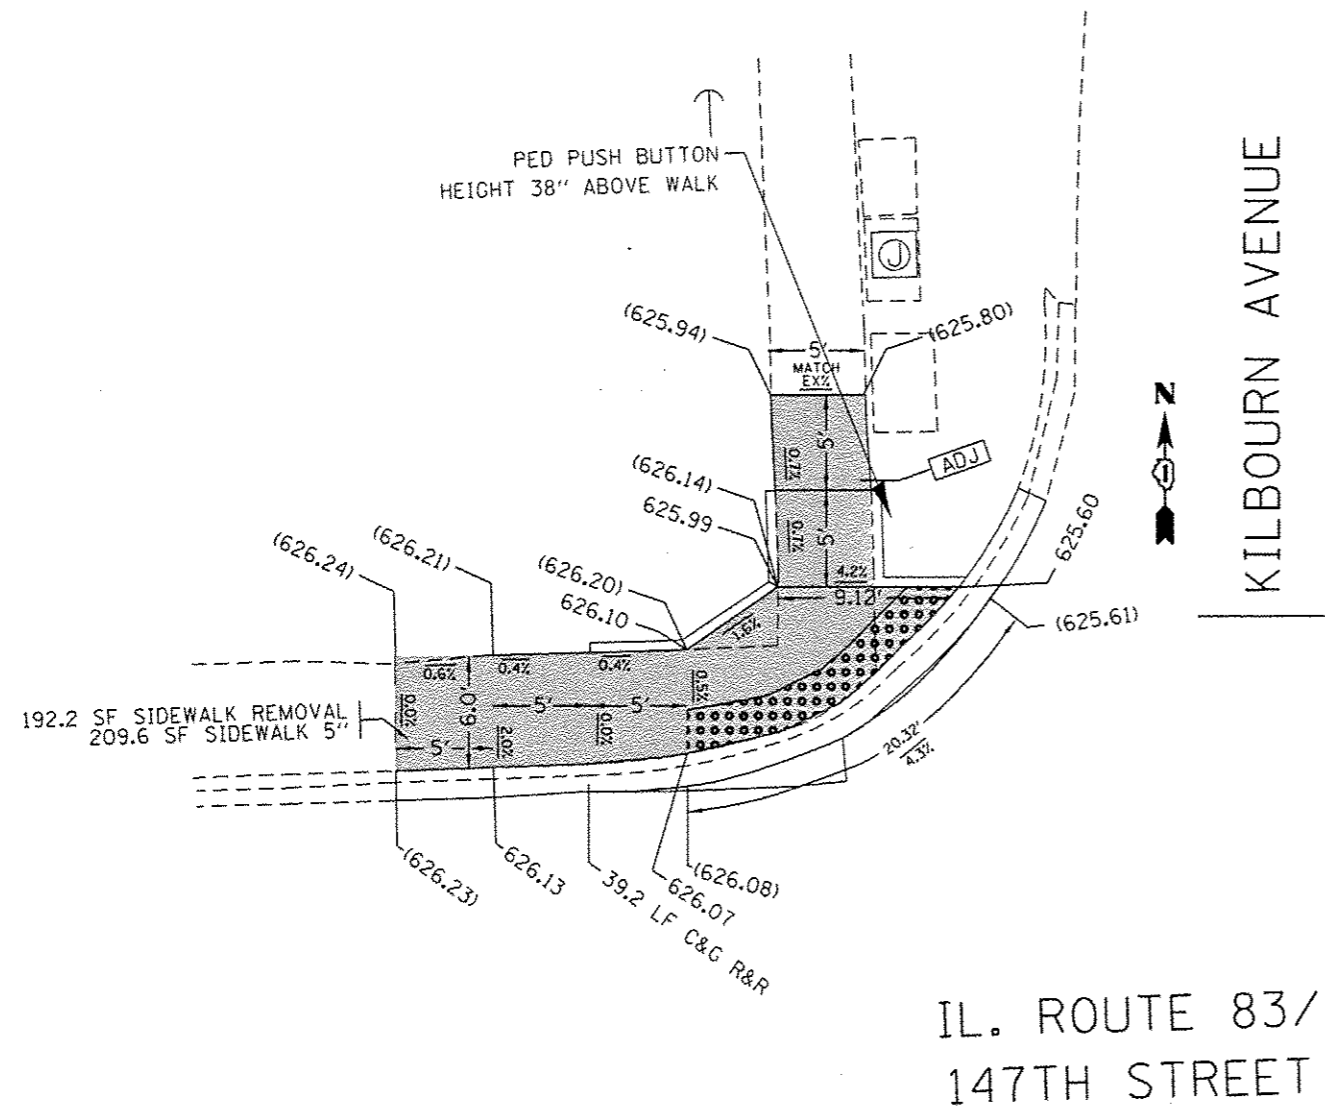 PED PUSH BUTTON
HEIGHT 38" ABOVE WALK
KILBOURN AVENUE
J
(625.94)
(625.80)
5'
MATCH
EX%
5'
0.7%
ADJ
(626.14)
625.99
0.7%
5'
N
625.60
(626.24)
(626.21)
(626.20)
626.10
4.2%
9.12'
1.6%
(625.61)
0.6%
0.4%
0.4%
0.5%
192.2 SF SIDEWALK REMOVAL
209.6 SF SIDEWALK 5"
0.0%
6.0'
5'
5'
5'
2.0%
0.0%
20.32'
4.3%
(626.23)
626.13
39.2 LF C&G R&R
626.07
(626.08)
IL. ROUTE 83/
147TH STREET